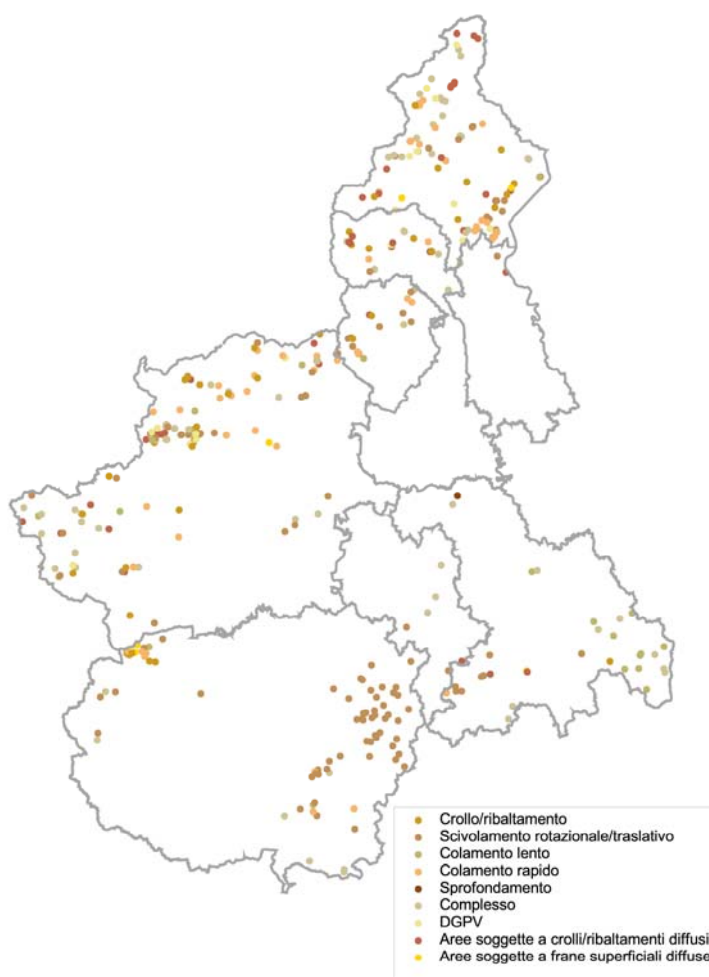 Crollo/ribaltamento
Scivolamento rotazionale/traslativo
Colamento lento
Colamento rapido
Sprofondamento
Complesso
DGPV
Aree soggette a crolli/ribaltamenti diffusi
Aree soggette a frane superficiali diffuse